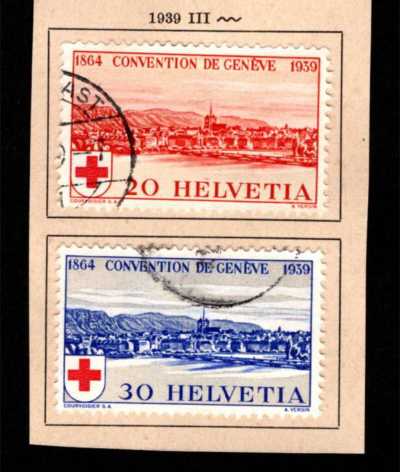 1939 III
1864 CONVENTION DE GENÈVE 1939
AST
20 HELVETIA
COURVOISIER S.A. A. YERSIN
1864 CONVENTION DE GENÈVE 1939
30 HELVETIA
COURVOISIER S.A. A. YERSIN